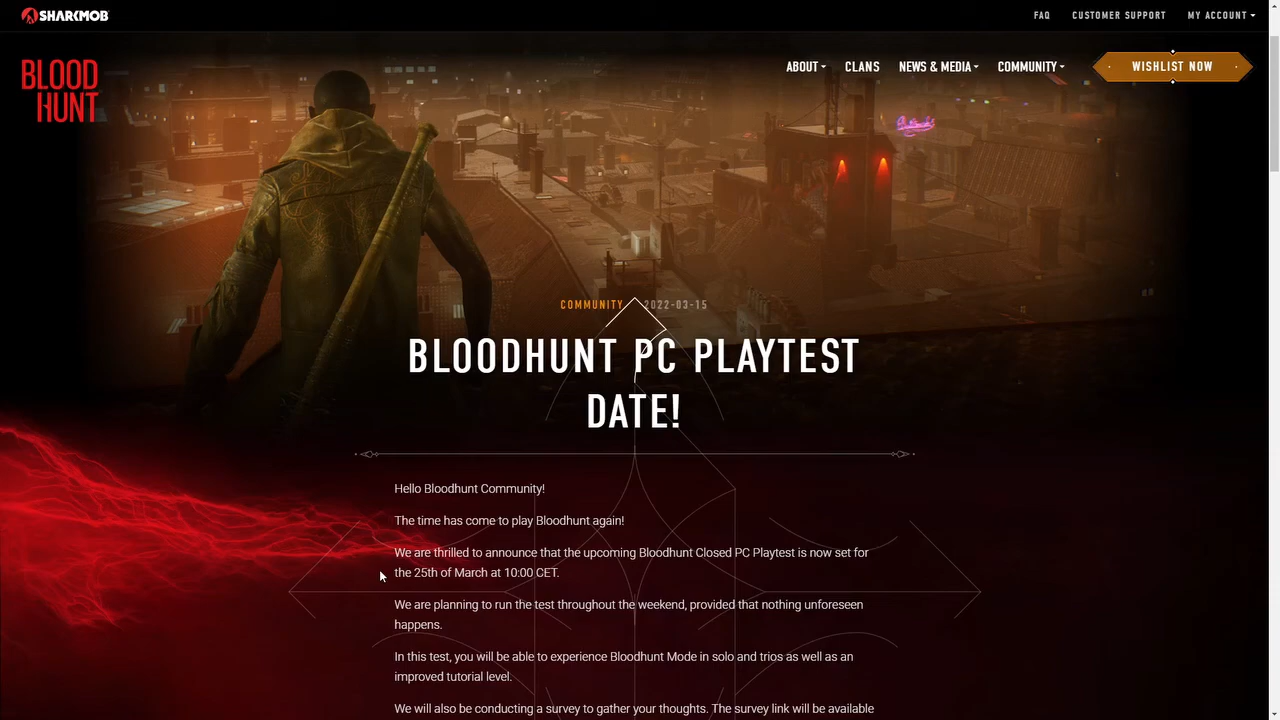 SHARKMOB
FAQ CUSTOMER SUPPORT MY ACCOUNT
BLOOD
HUNT
ABOUT CLANS NEWS & MEDIA COMMUNITY WISHLIST NOW
COMMUNITY 2022-03-15
BLOODHUNT PC PLAYTEST
DATE!
Hello Bloodhunt Community!
The time has come to play Bloodhunt again!
We are thrilled to announce that the upcoming Bloodhunt Closed PC Playtest is now set for
the 25th of March at 10:00 CET.
We are planning to run the test throughout the weekend, provided that nothing unforeseen
happens.
In this test, you will be able to experience Bloodhunt Mode in solo and trios as well as an
improved tutorial level.
We will also be conducting a survey to gather your thoughts. The survey link will be available